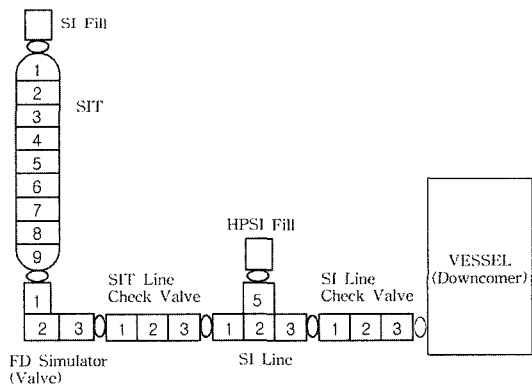 SI Fill
1
2
SIT
3
4
5
6
7
8
9
HPSI Fill
VESSEL
(Downcomer)
SIT Line
Check Valve
SI Line
Check Valve
1
5
2 3
1 2 3
1 2 3
1 2 3
FD Simulator
(Valve)
SI Line